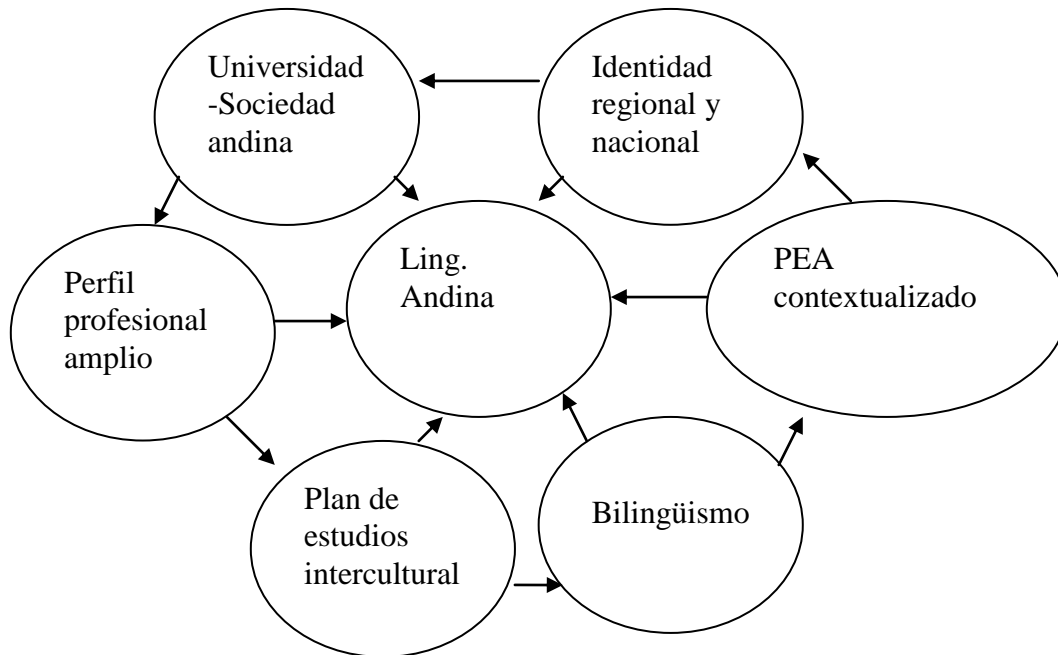 Universidad
-Sociedad
andina
Identidad
regional y
nacional
Perfil
profesional
amplio
Ling.
Andina
PEA
contextualizado
Plan de
estudios
intercultural
Bilingüismo